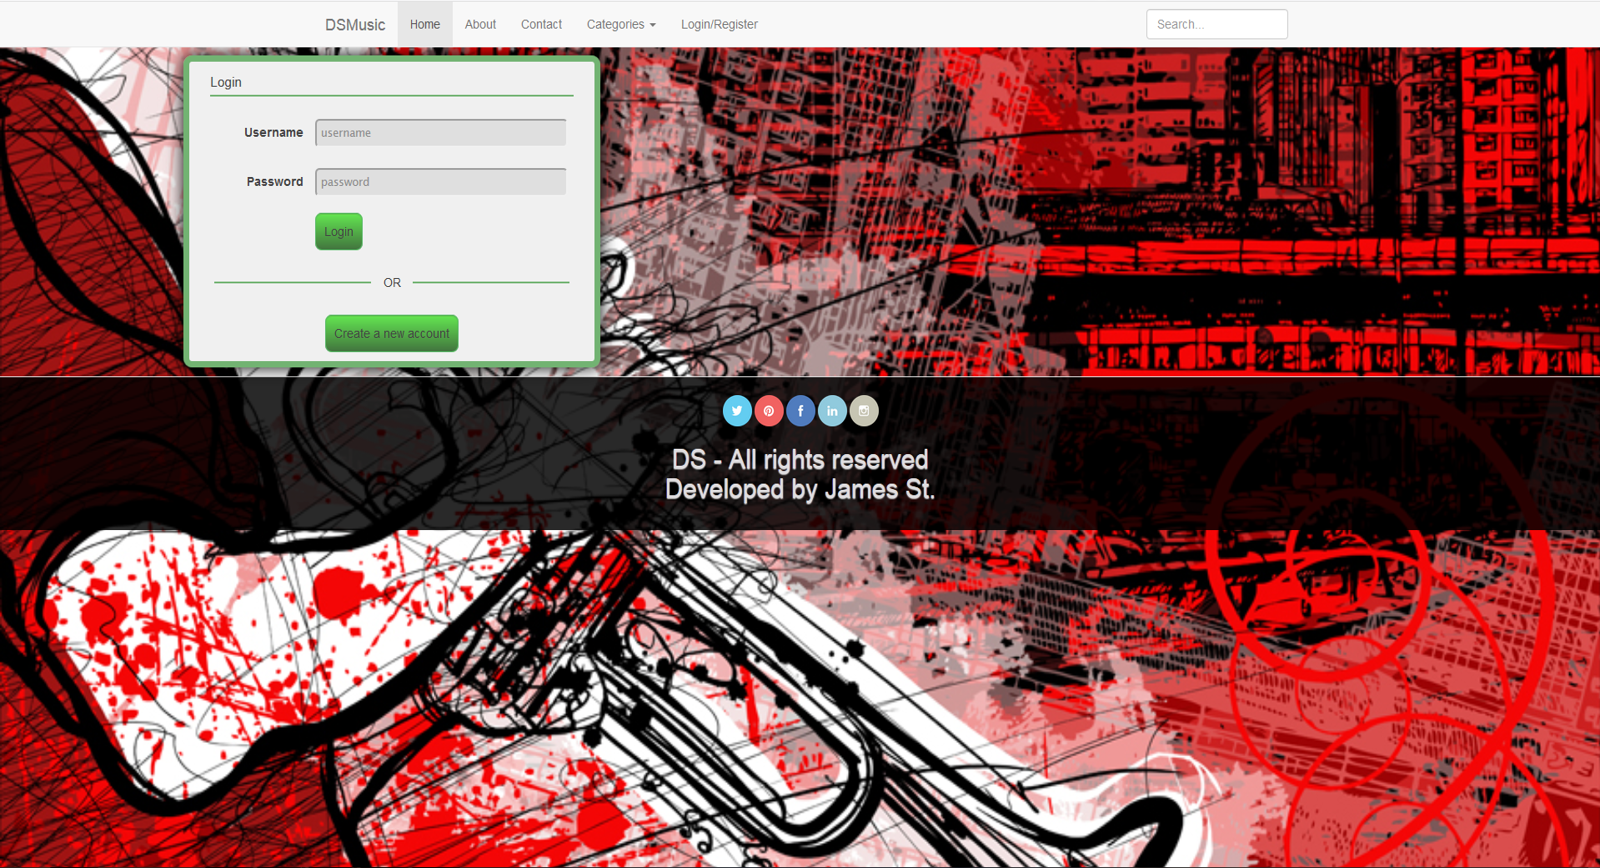 DSMusic Home About Contact Categories Login/Register Search...
Login
Username username
Password password
Login
OR
Create a new account
DS - All rights reserved
Developed by James St.